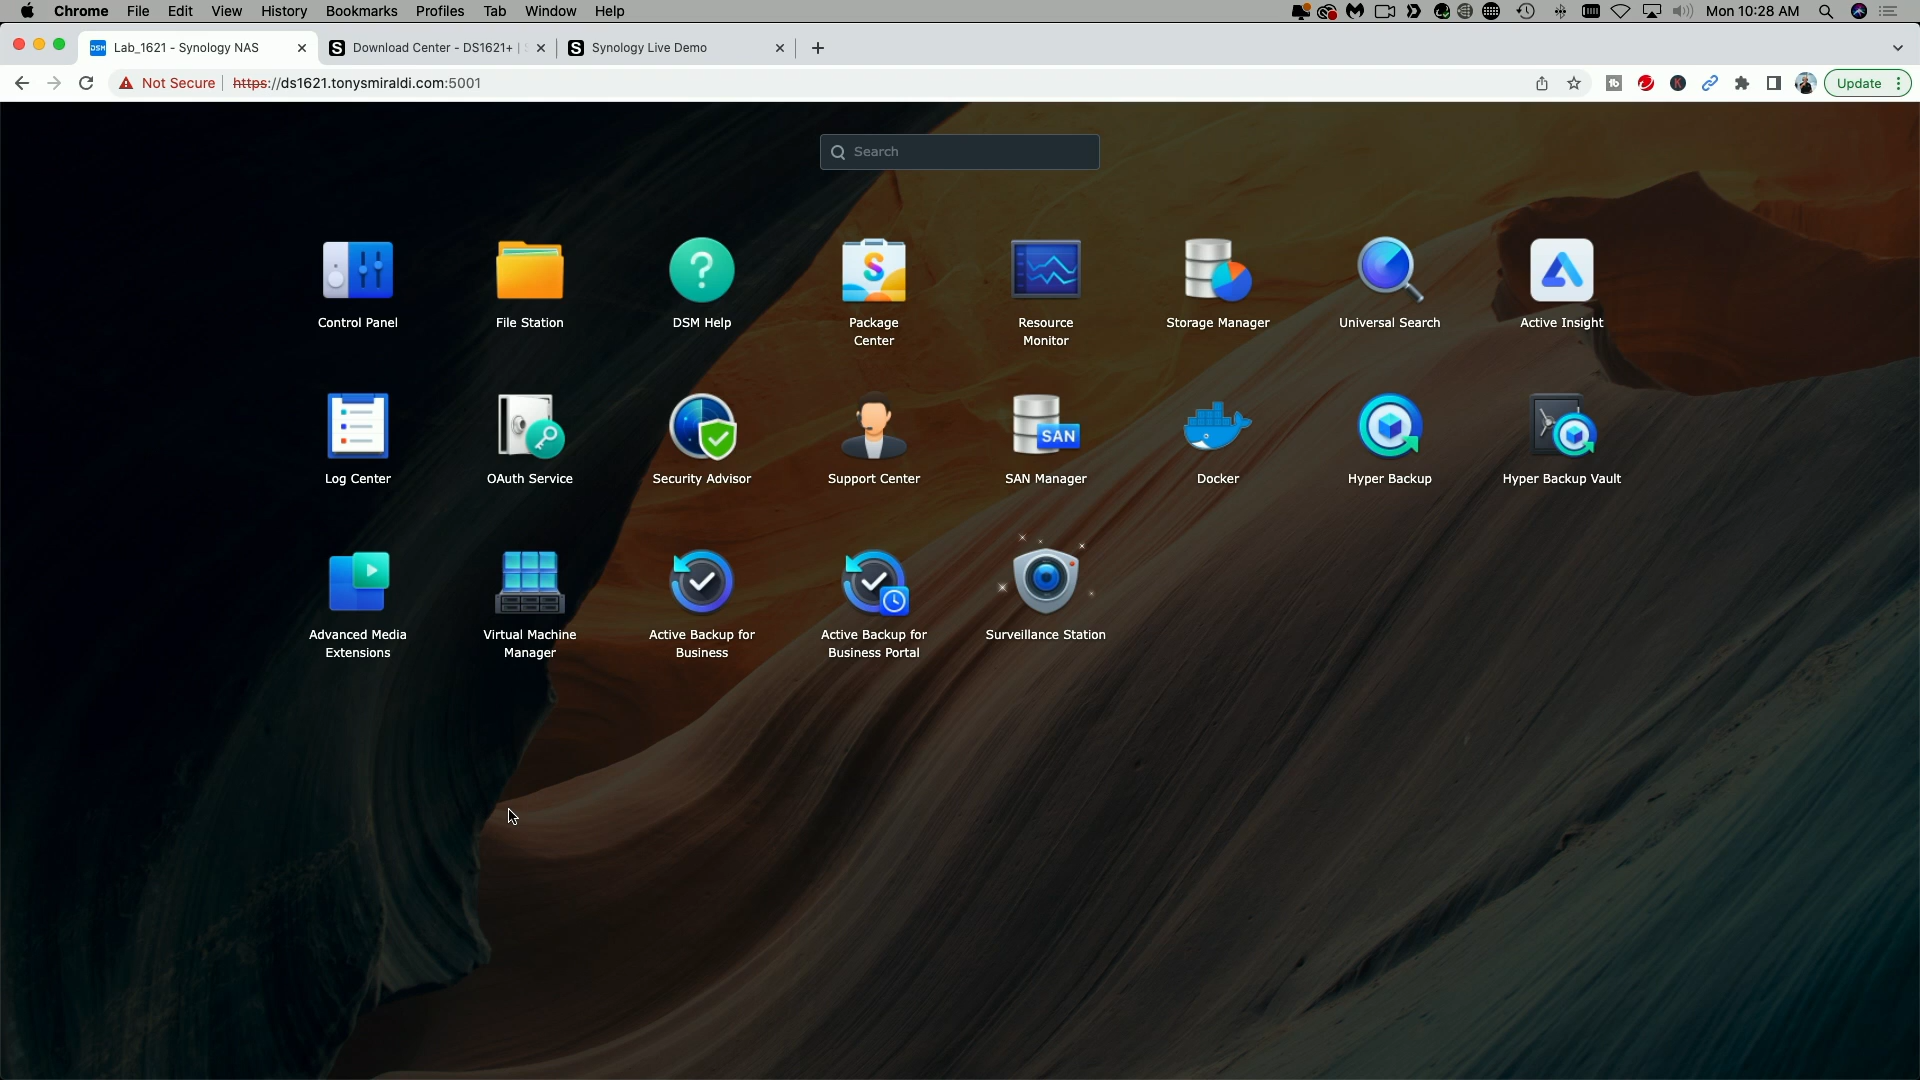 Chrome File Edit View History Bookmarks Profiles Tab Window Help Mon 10:28 AM
DSM Lab_1621 - Synology NAS Download Center - DS1621+ | Synology Live Demo
Not Secure https://ds1621.tonysmiraldi.com:5001 Update
Search
Control Panel File Station DSM Help Package Resource Storage Manager Universal Search Active Insight
Center Monitor
SAN
Log Center OAuth Service Security Advisor Support Center SAN Manager Docker Hyper Backup Hyper Backup Vault
Advanced Media Virtual Machine Active Backup for Active Backup for Surveillance Station
Extensions Manager Business Business Portal